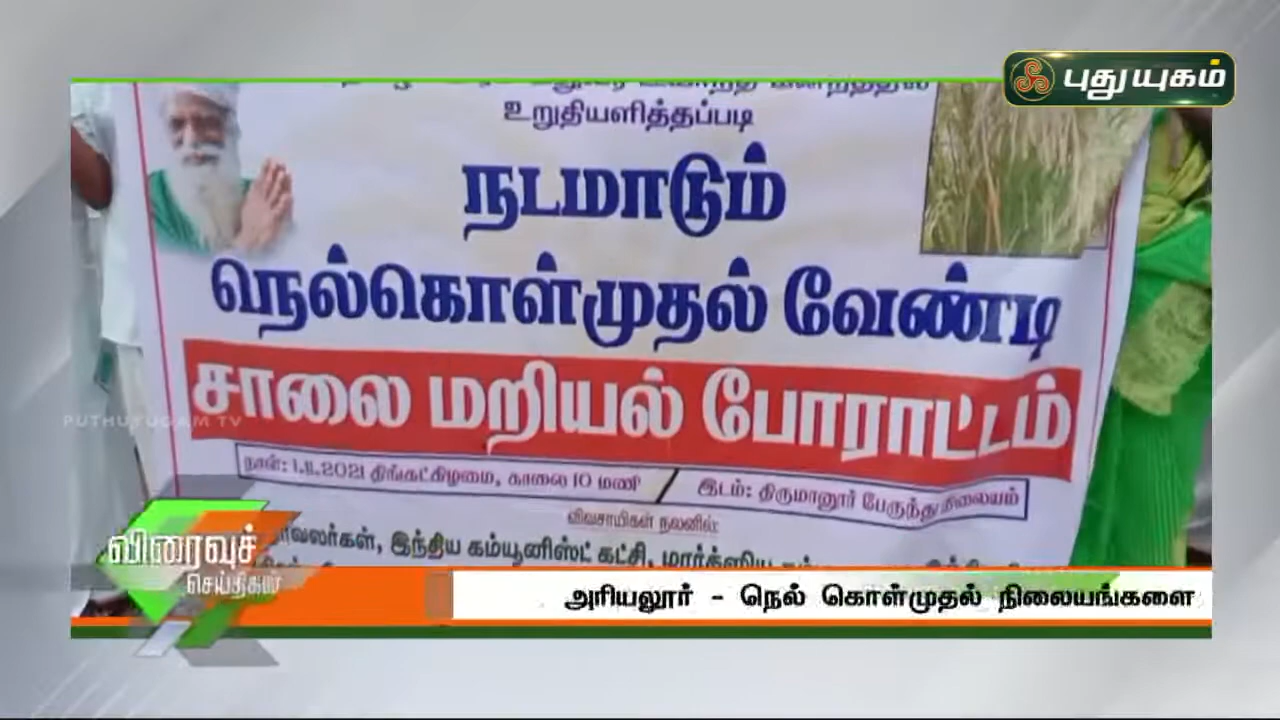 புதுயுகம்
உறுதியளித்தப்படி
நடமாடும்
நெல்கொள்முதல் வேண்டி
சாலை மறியல் போராட்டம்
PUTHUYUGAM TV
நாள்: 1.11.2021 திங்கட்கிழமை, காலை 10 மணி / இடம்: திருமானூர் பேருந்து நிலையம்
விவசாயிகள் நலனில்:
இந்திய கம்யூனிஸ்ட் கட்சி,
விரைவுச்
செய்திகள்
அரியலூர் - நெல் கொள்முதல் நிலையங்களை